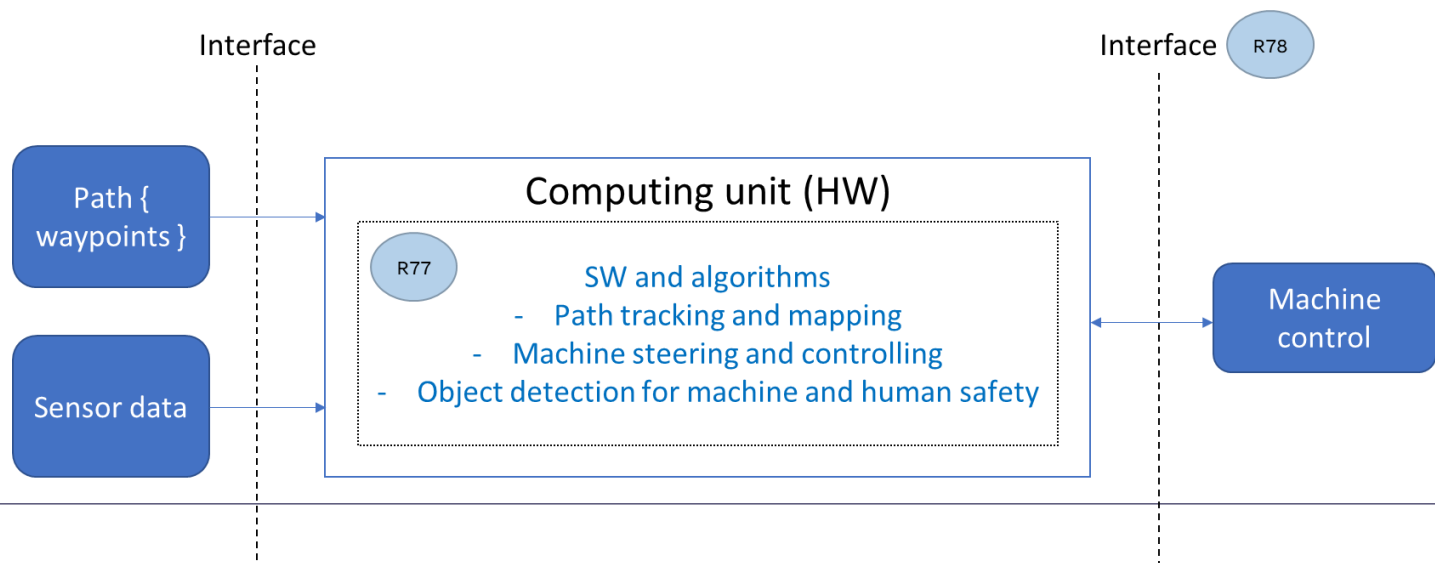 Interface
Interface
R78
Path {
waypoints }
Sensor data
Computing unit (HW)
R77
SW and algorithms
- Path tracking and mapping
- Machine steering and controlling
- Object detection for machine and human safety
Machine
control